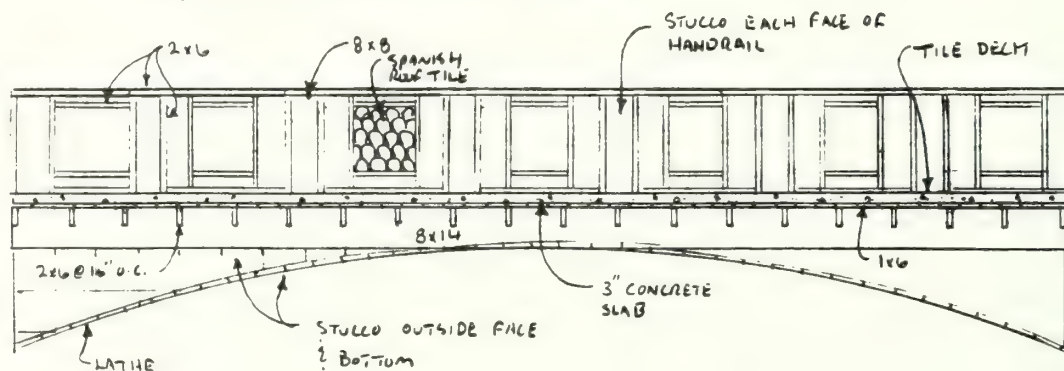 2x6
8x8
SPANISH
ROOF TILE
STUCCO EACH FACE OF
HANDRAIL
TILE DECK
8x14
2x6@16" O.C.
1x6
3" CONCRETE
SLAB
STUCCO OUTSIDE FACE
& BOTTOM
LATHE